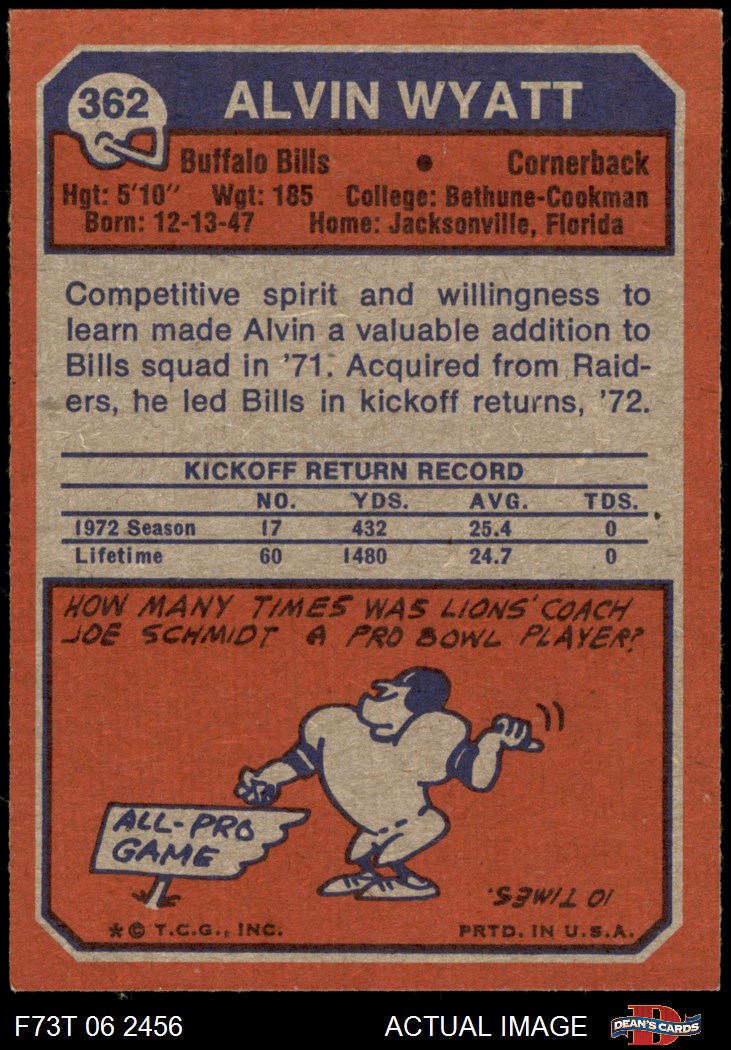 362
ALVIN WYATT
Buffalo Bills • Cornerback
Hgt: 5'10" Wgt: 185 College: Bethune-Cookman
Born: 12-13-47 Home: Jacksonville, Florida
Competitive spirit and willingness to
learn made Alvin a valuable addition to
Bills squad in '71. Acquired from Raid-
ers, he led Bills in kickoff returns, '72.
KICKOFF RETURN RECORD
NO. YDS. AVG. TDS.
1972 Season 17 432 25.4 0
Lifetime 60 1480 24.7 0
HOW MANY TIMES WAS LIONS' COACH
JOE SCHMIDT A PRO BOWL PLAYER?
ALL-PRO
GAME
10 TIMES.
* © T.C.G., INC. PRTD. IN U.S.A.
F73T 06 2456 ACTUAL IMAGE D DEAN'S CARDS